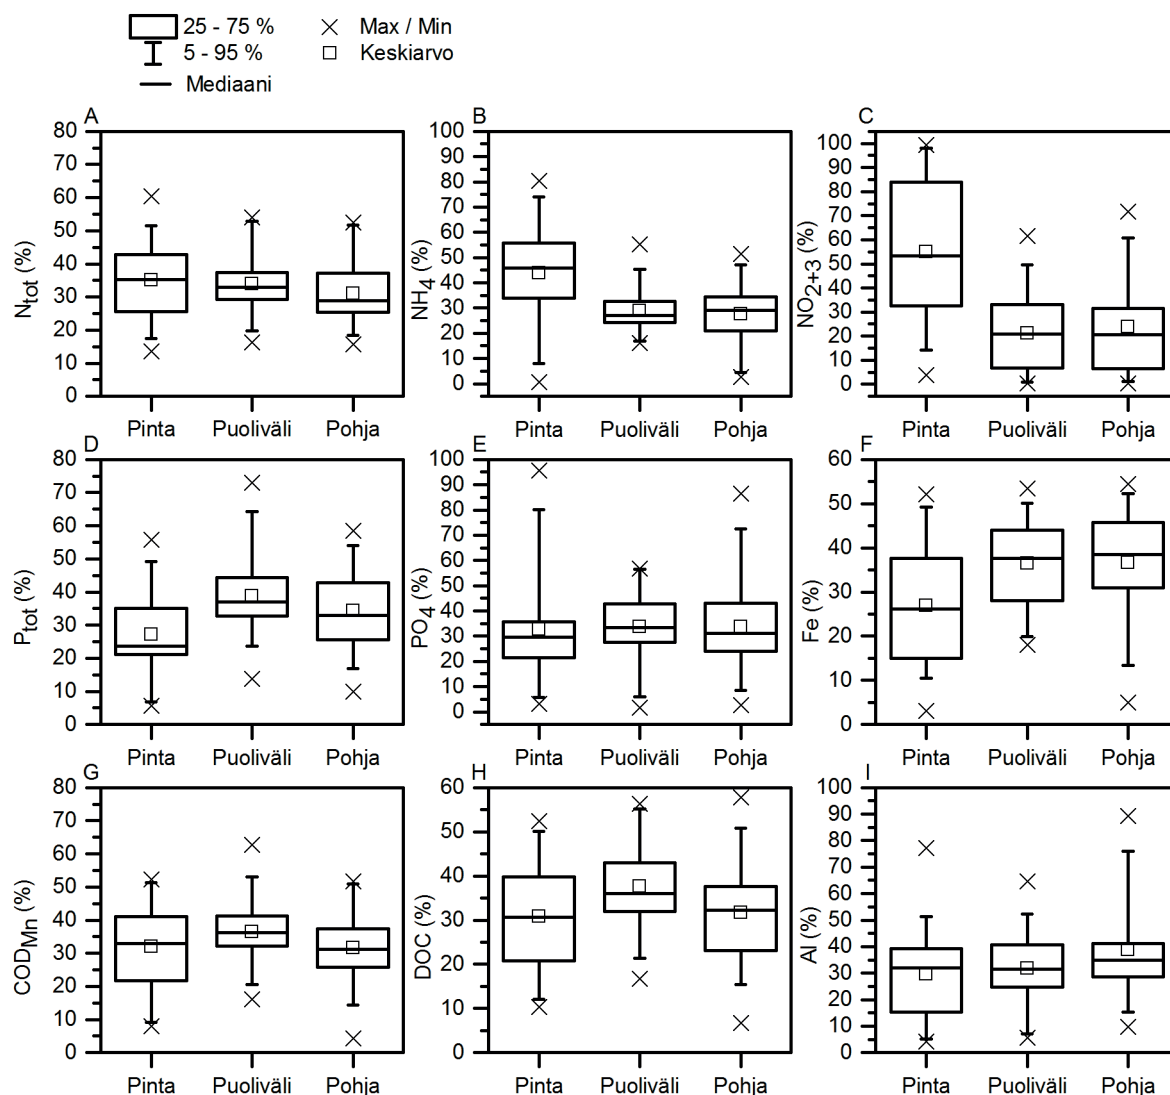 25 - 75 %
Max / Min
5 - 95 %
Keskiarvo
Mediaani
A
80
70
60
50
40
30
20
10
0
Ntot (%)
Pinta Puoliväli Pohja
B
100
90
80
70
60
50
40
30
20
10
0
NH4 (%)
Pinta Puoliväli Pohja
C
100
90
80
70
60
50
40
30
20
10
0
NO2+3 (%)
Pinta Puoliväli Pohja
D
80
70
60
50
40
30
20
10
0
Ptot (%)
Pinta Puoliväli Pohja
E
100
90
80
70
60
50
40
30
20
10
0
PO4 (%)
Pinta Puoliväli Pohja
F
60
50
40
30
20
10
0
Fe (%)
Pinta Puoliväli Pohja
G
80
70
60
50
40
30
20
10
0
CODMn (%)
Pinta Puoliväli Pohja
H
60
50
40
30
20
10
0
DOC (%)
Pinta Puoliväli Pohja
I
100
90
80
70
60
50
40
30
20
10
0
Al (%)
Pinta Puoliväli Pohja